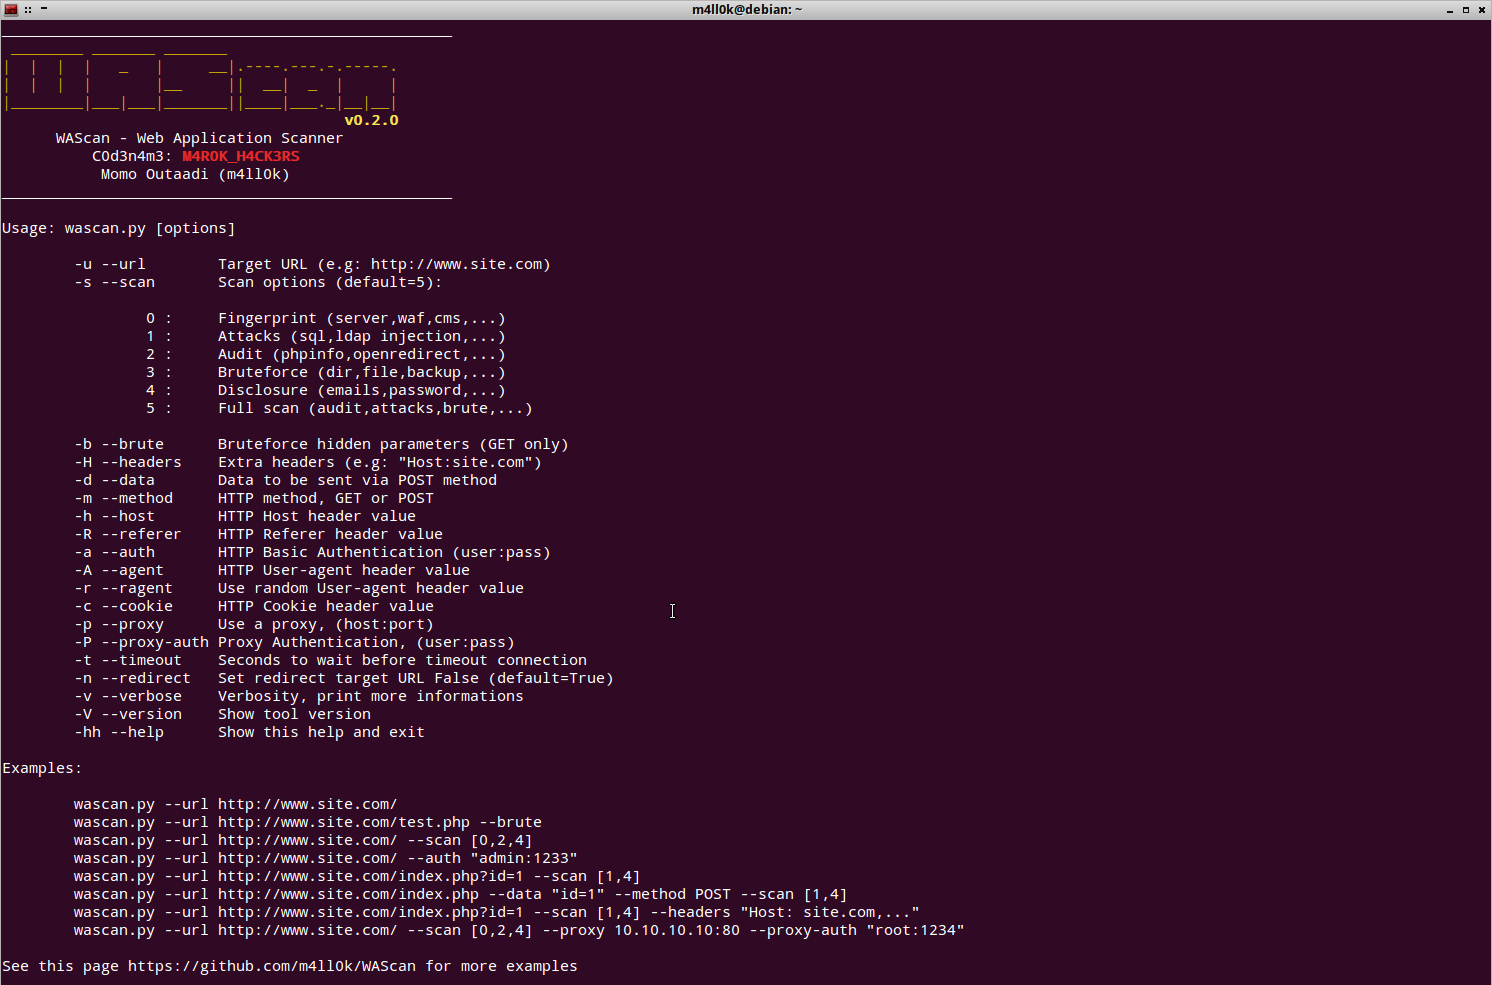 m4ll0k@debian: ~
v0.2.0
WAScan - Web Application Scanner
C0d3n4m3: M4R0K_H4CK3RS
Momo Outaadi (m4ll0k)
Usage: wascan.py [options]
-u --url Target URL (e.g: http://www.site.com)
-s --scan Scan options (default=5):
0 : Fingerprint (server,waf,cms,...)
1 : Attacks (sql,ldap injection,...)
2 : Audit (phpinfo,openredirect,...)
3 : Bruteforce (dir,file,backup,...)
4 : Disclosure (emails,password,...)
5 : Full scan (audit,attacks,brute,...)
-b --brute Bruteforce hidden parameters (GET only)
-H --headers Extra headers (e.g: "Host:site.com")
-d --data Data to be sent via POST method
-m --method HTTP method, GET or POST
-h --host HTTP Host header value
-R --referer HTTP Referer header value
-a --auth HTTP Basic Authentication (user:pass)
-A --agent HTTP User-agent header value
-r --ragent Use random User-agent header value
-c --cookie HTTP Cookie header value
-p --proxy Use a proxy, (host:port)
-P --proxy-auth Proxy Authentication, (user:pass)
-t --timeout Seconds to wait before timeout connection
-n --redirect Set redirect target URL False (default=True)
-v --verbose Verbosity, print more informations
-V --version Show tool version
-hh --help Show this help and exit
Examples:
wascan.py --url http://www.site.com/
wascan.py --url http://www.site.com/test.php --brute
wascan.py --url http://www.site.com/ --scan [0,2,4]
wascan.py --url http://www.site.com/ --auth "admin:1233"
wascan.py --url http://www.site.com/index.php?id=1 --scan [1,4]
wascan.py --url http://www.site.com/index.php --data "id=1" --method POST --scan [1,4]
wascan.py --url http://www.site.com/index.php?id=1 --scan [1,4] --headers "Host: site.com,..."
wascan.py --url http://www.site.com/ --scan [0,2,4] --proxy 10.10.10.10:80 --proxy-auth "root:1234"
See this page https://github.com/m4ll0k/WAScan for more examples